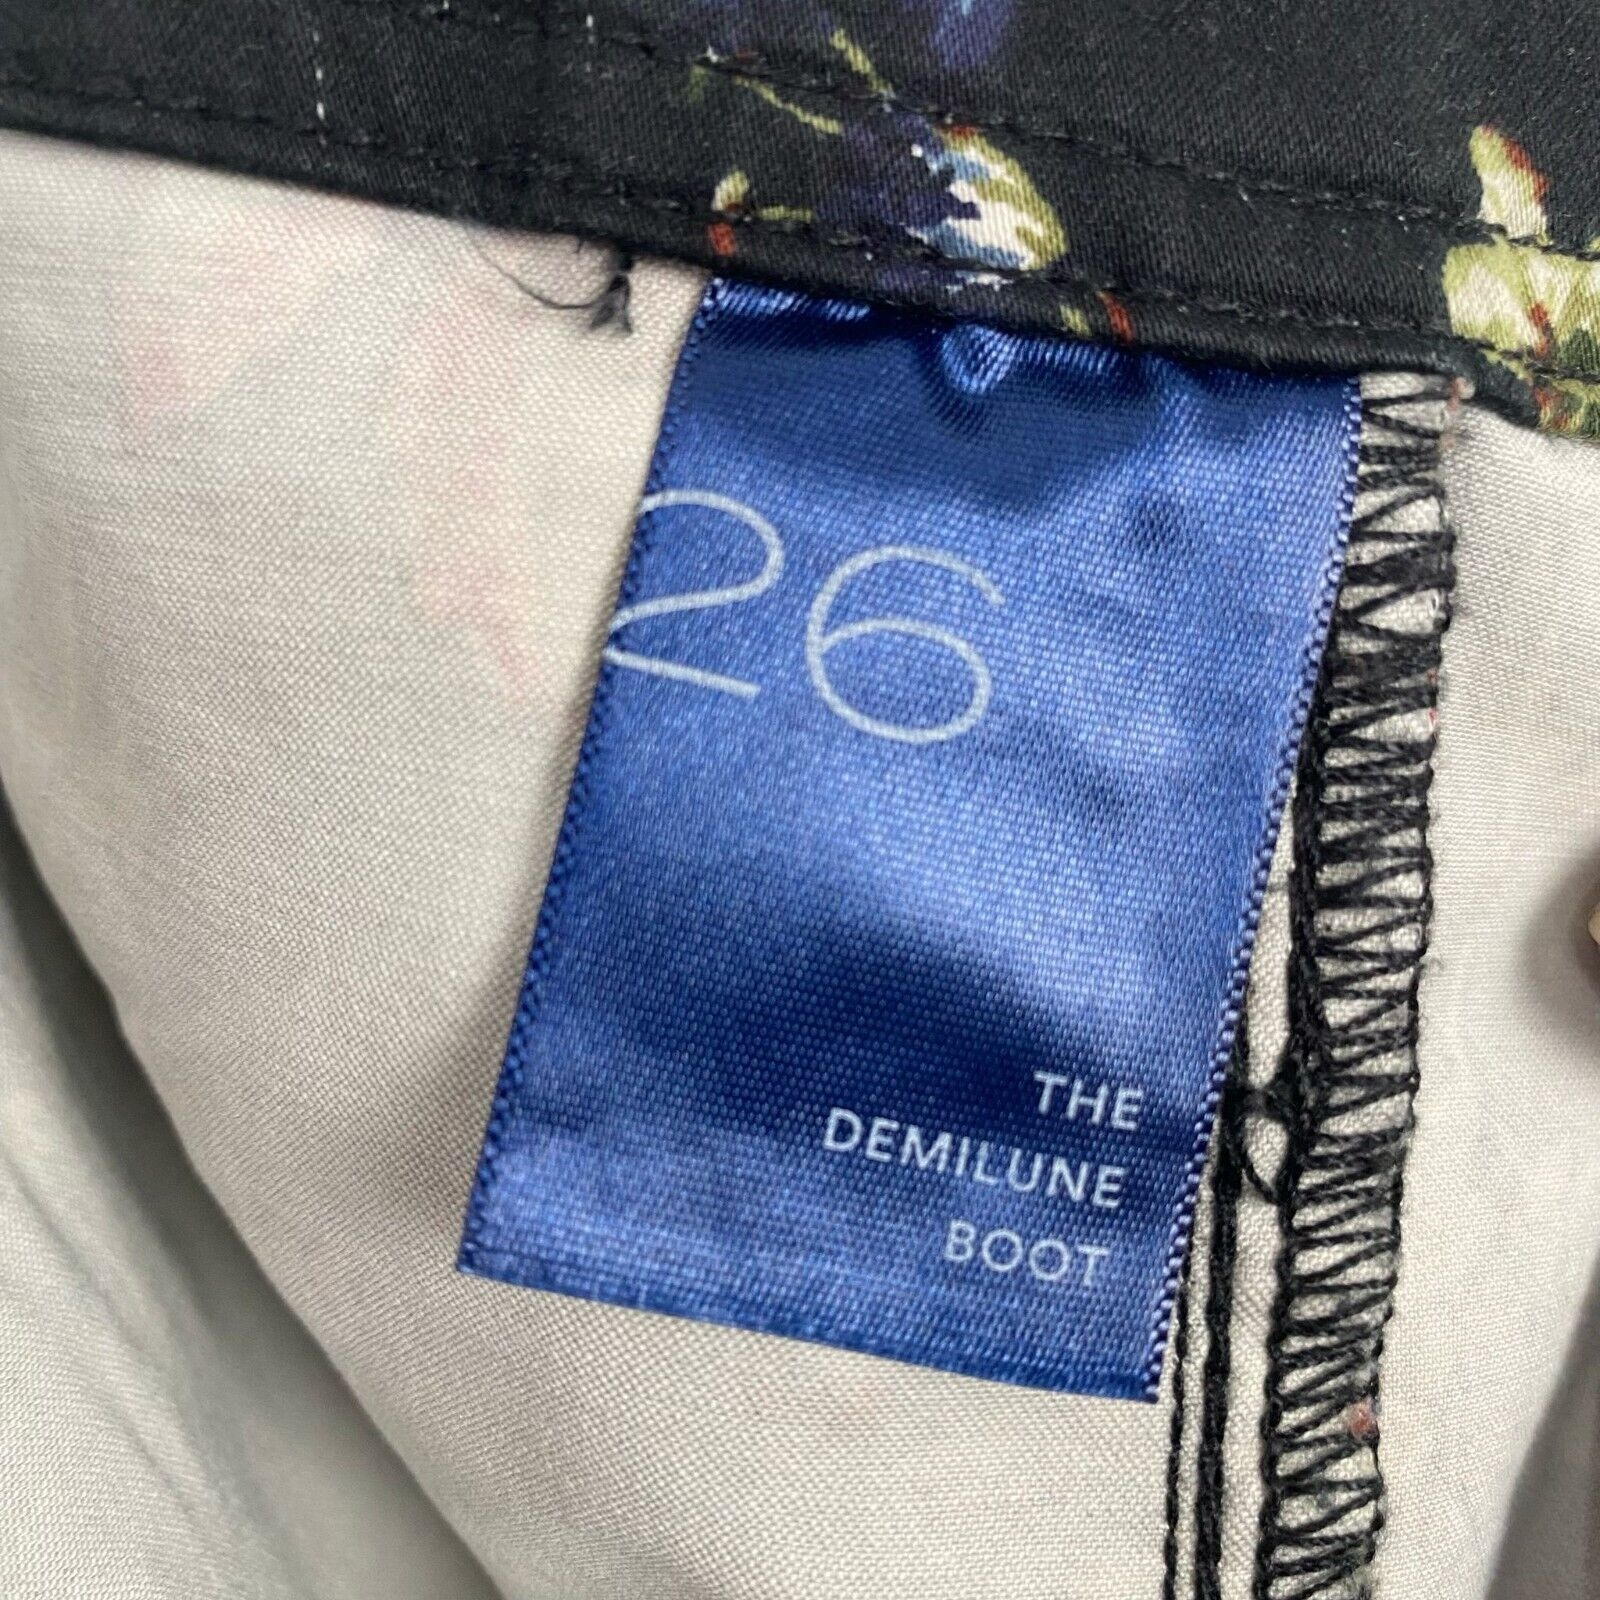 26
THE
DEMILUNE
BOOT